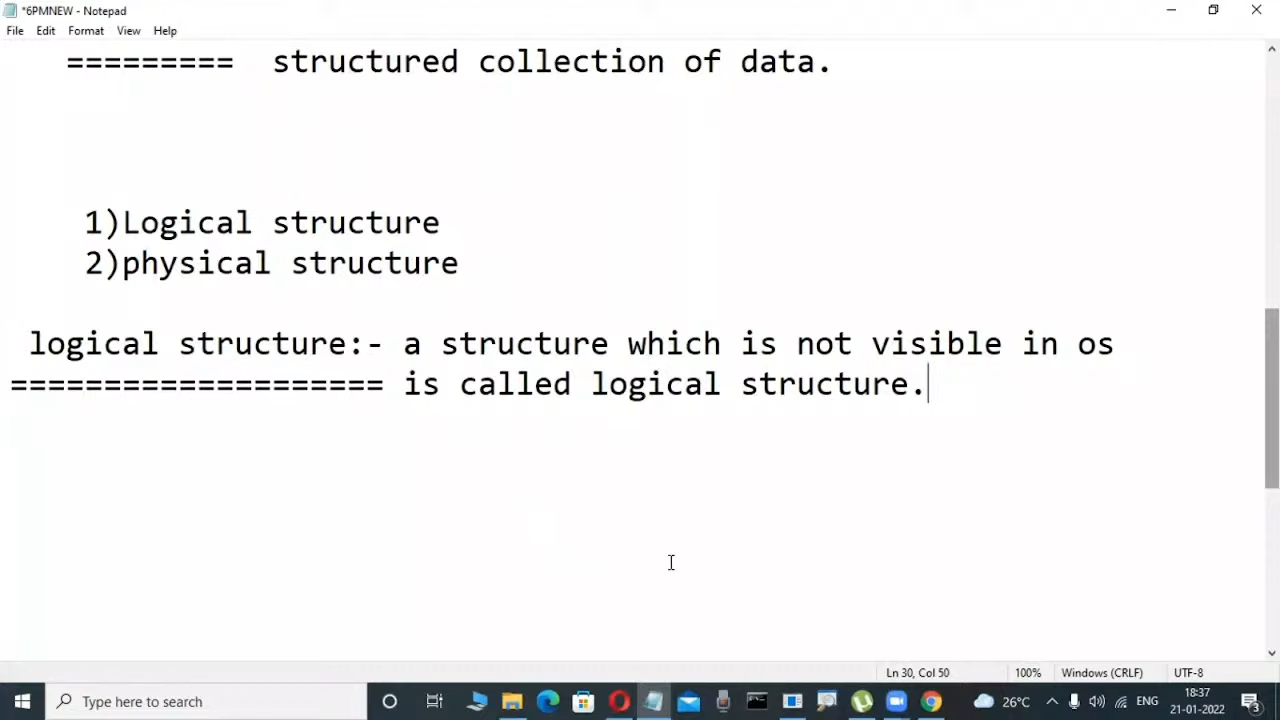 *6PMNEW - Notepad
File Edit Format View Help
========= structured collection of data.
1)Logical structure
2)physical structure
logical structure:- a structure which is not visible in os
==================== is called logical structure.
Ln 30, Col 50 100% Windows (CRLF) UTF-8
Type here to search
26°C ENG 18:37
21-01-2022
3